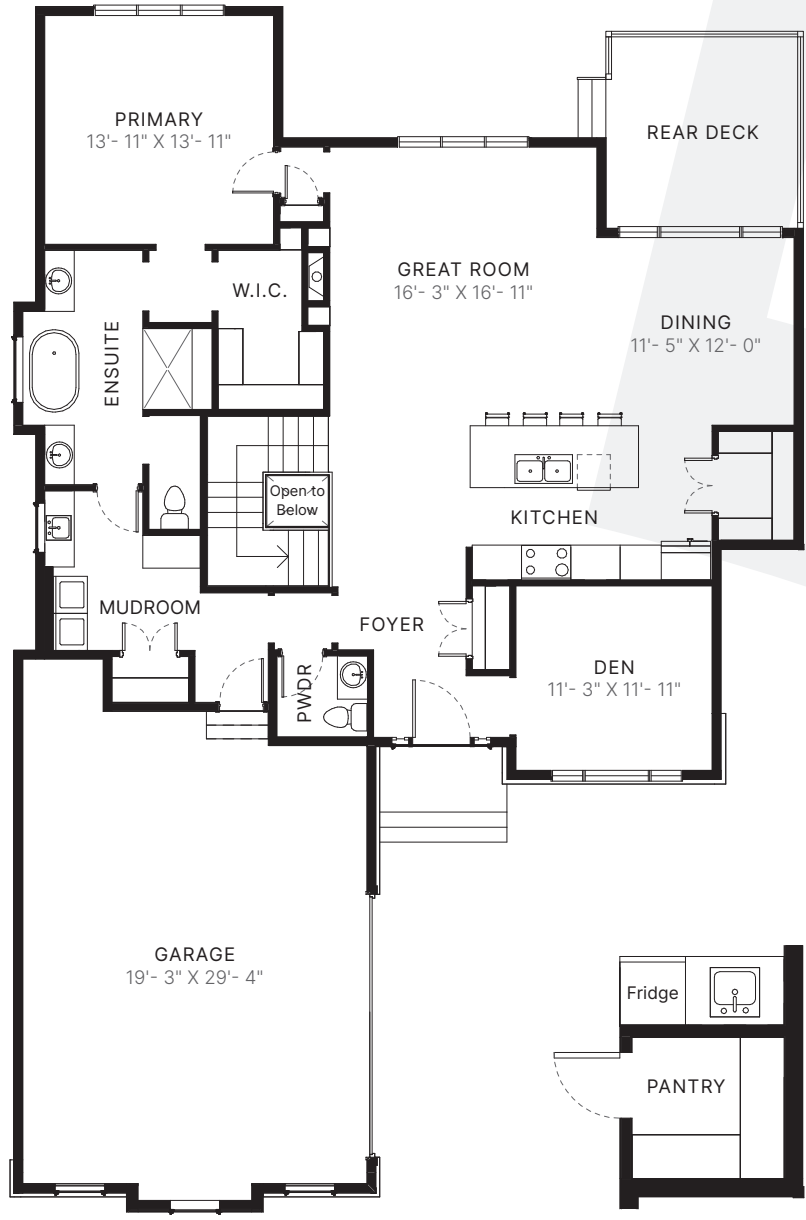 PRIMARY
13'- 11" X 13'- 11"
REAR DECK
GREAT ROOM
16'- 3" X 16'- 11"
W.I.C.
DINING
11'- 5" X 12'- 0"
ENSUITE
Open to
Below
KITCHEN
MUDROOM
FOYER
DEN
11'- 3" X 11'- 11"
PWDR
GARAGE
19'- 3" X 29'- 4"
Fridge
PANTRY